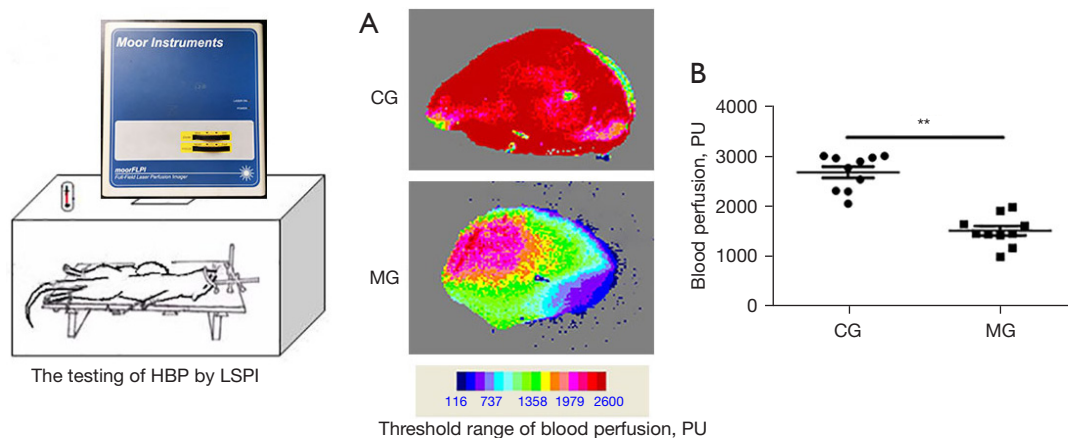 Moor Instruments
moorFLPI
Full-Field Laser Perfusion Imager
The testing of HBP by LSPI
A
CG
MG
116 737 1358 1979 2600
Threshold range of blood perfusion, PU
B
Blood perfusion, PU
4000
3000
2000
1000
0
**
CG
MG